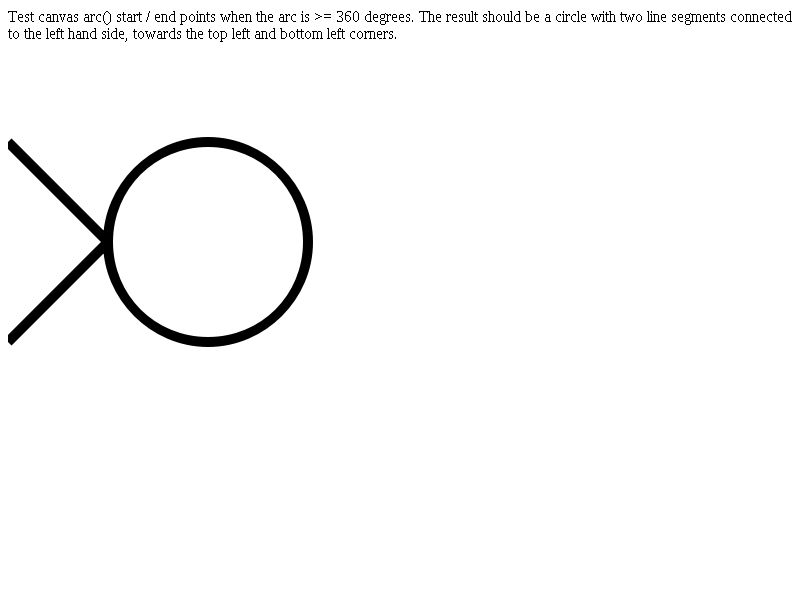 Test canvas arc() start / end points when the arc is >= 360 degrees. The result should be a circle with two line segments connected
to the left hand side, towards the top left and bottom left corners.